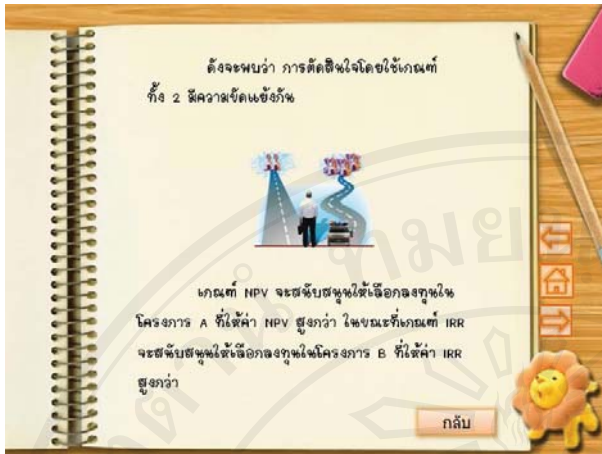 ดังจะพบว่า การตัดสินใจโดยใช้เกณฑ์
ทั้ง 2 มีความขัดแย้งกัน
เกณฑ์ NPV จะสนับสนุนให้เลือกลงทุนใน
โครงการ A ที่ให้ค่า NPV สูงกว่า ในขณะที่เกณฑ์ IRR
จะสนับสนุนให้เลือกลงทุนในโครงการ B ที่ให้ค่า IRR
สูงกว่า
กลับ